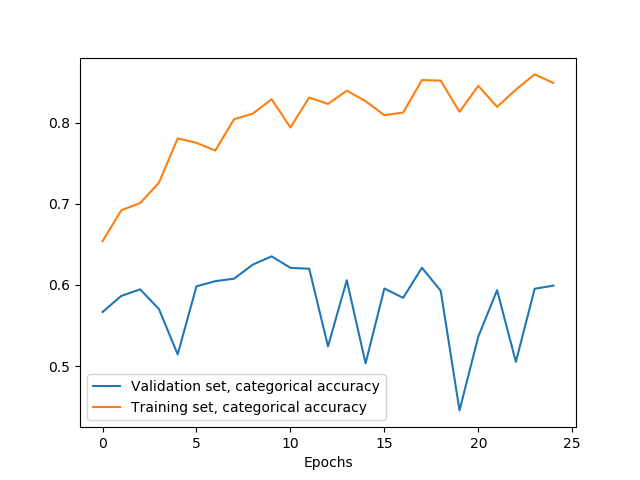 0.8
0.7
0.6
0.5
Validation set, categorical accuracy
Training set, categorical accuracy
0 5 10 15 20 25
Epochs